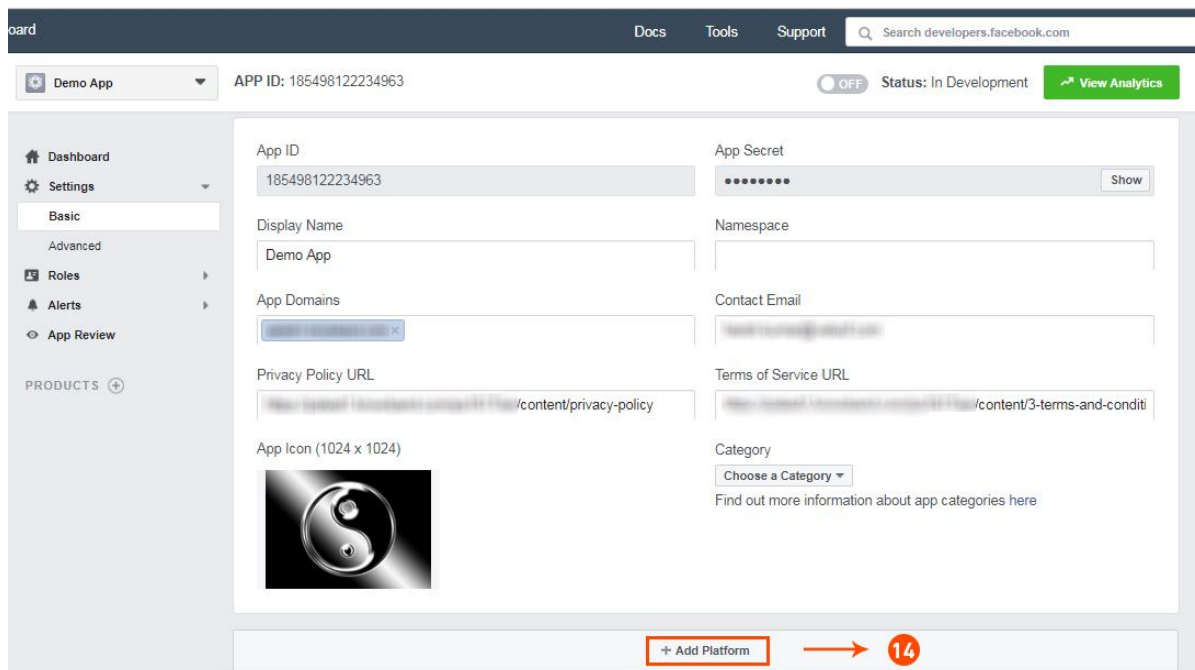 oard
Docs Tools Support Search developers.facebook.com
Demo App APP ID: 185498122234963 OFF Status: In Development View Analytics
Dashboard
Settings
Basic
Advanced
Roles
Alerts
App Review
PRODUCTS
App ID App Secret
185498122234963 •••••••• Show
Display Name Namespace
Demo App
App Domains Contact Email
×
Privacy Policy URL Terms of Service URL
/content/privacy-policy /content/3-terms-and-conditi
App Icon (1024 x 1024) Category
Choose a Category
Find out more information about app categories here
+ Add Platform 14